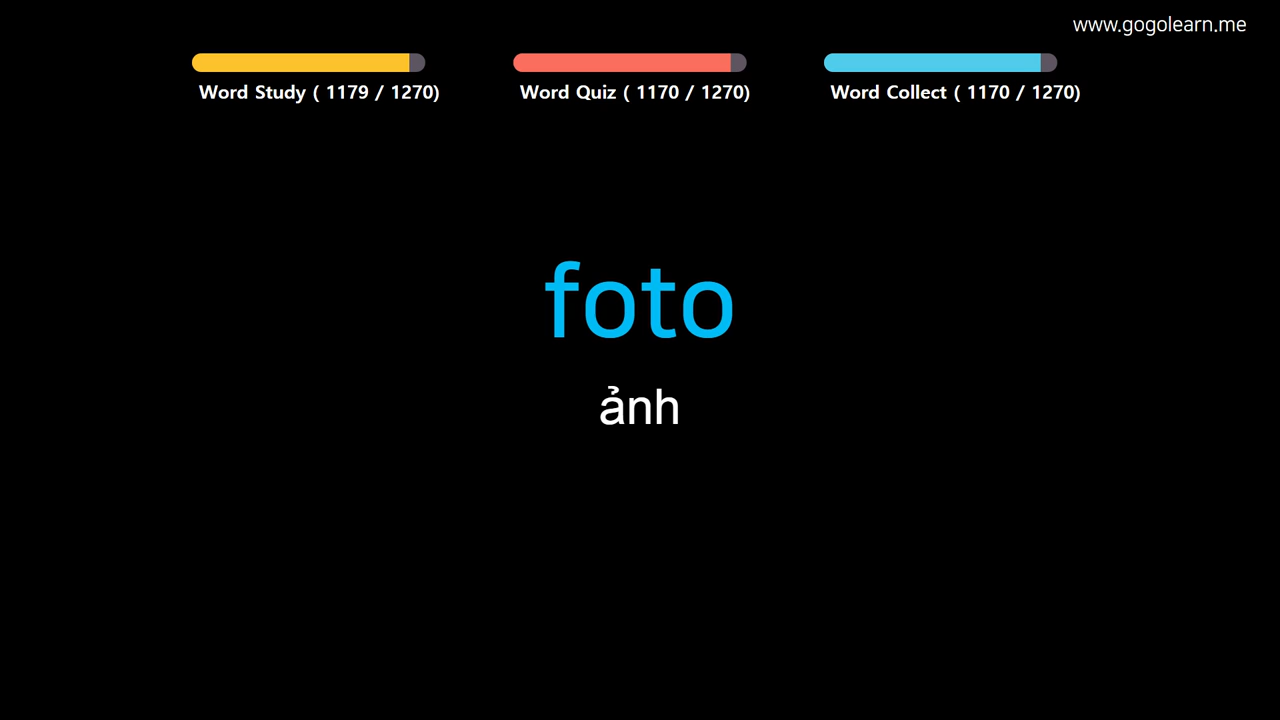 www.gogolearn.me
Word Study ( 1179 / 1270)
Word Quiz ( 1170 / 1270)
Word Collect ( 1170 / 1270)
foto
ảnh